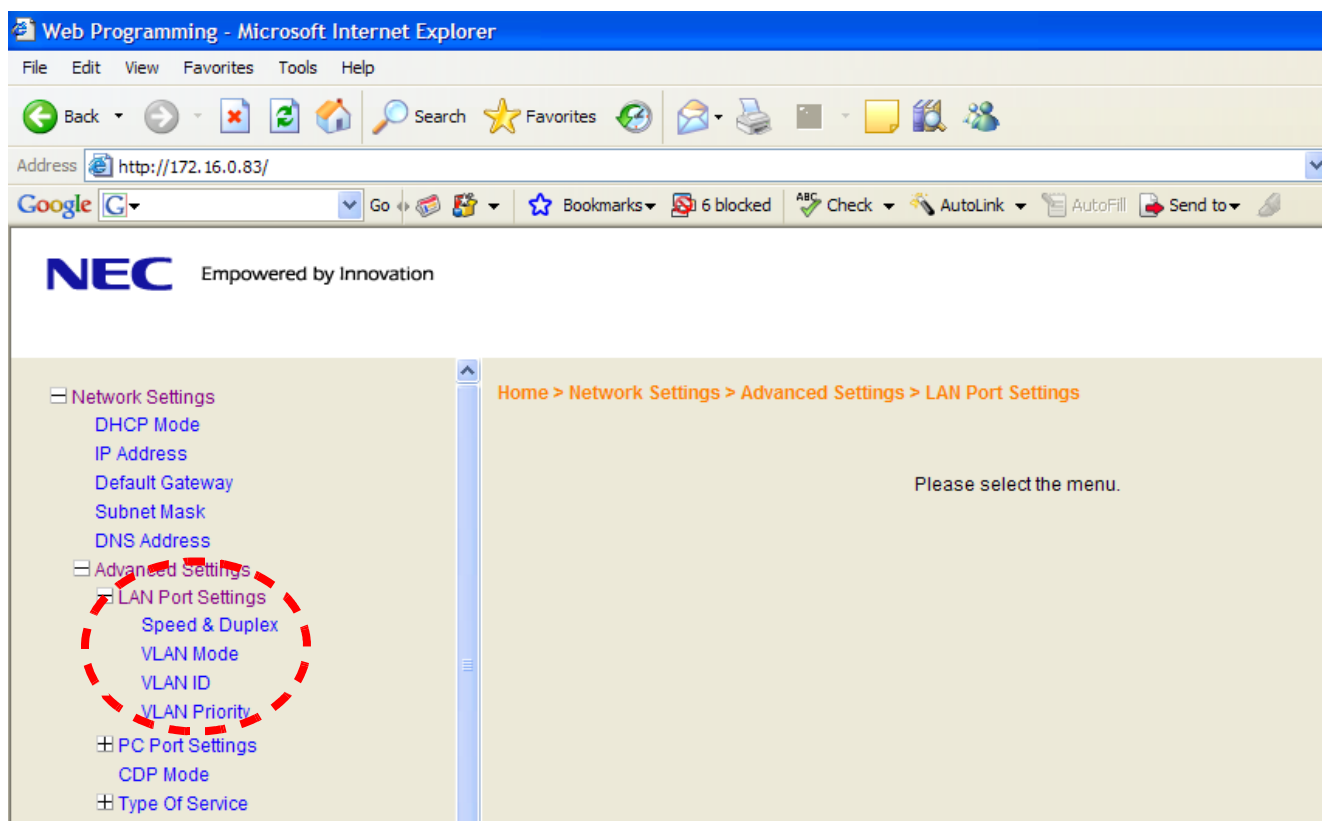 Web Programming - Microsoft Internet Explorer
File Edit View Favorites Tools Help
Back Search Favorites
Address http://172.16.0.83/
Google G Go Bookmarks 6 blocked ABC Check AutoLink AutoFill Send to
NEC Empowered by Innovation
Home > Network Settings > Advanced Settings > LAN Port Settings
Please select the menu.
Network Settings
DHCP Mode
IP Address
Default Gateway
Subnet Mask
DNS Address
Advanced Settings
LAN Port Settings
Speed & Duplex
VLAN Mode
VLAN ID
VLAN Priority
PC Port Settings
CDP Mode
Type Of Service